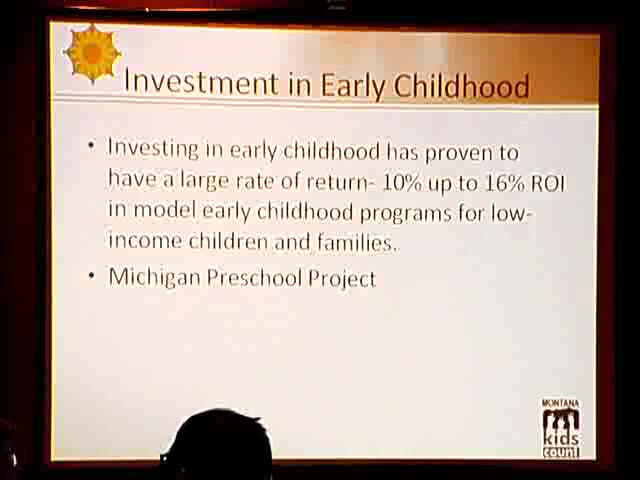 Investment in Early Childhood
• Investing in early childhood has proven to
have a large rate of return- 10% up to 16% ROI
in model early childhood programs for low-
income children and families.
• Michigan Preschool Project
MONTANA
kids
count